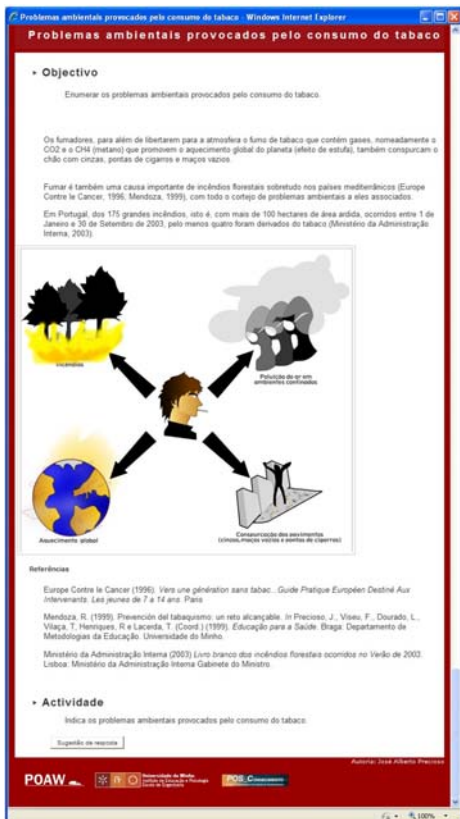 Problemas ambientais provocados pelo consumo do tabaco - Windows Internet Explorer
Problemas ambientais provocados pelo consumo do tabaco
Objectivo
Enumerar os problemas ambientais provocados pelo consumo do tabaco.
Os fumadores, para além de libertarem para a atmosfera o fumo de tabaco que contém gases, nomeadamente o
CO2 e o CH4 (metano) que promovem o aquecimento global do planeta (efeito de estufa), também conspurcam o
chão com cinzas, pontas de cigarros e maços vazios.
Fumar é também uma causa importante de incêndios florestais sobretudo nos países mediterrânicos (Europe
Contre le Cancer, 1996; Mendoza, 1999), com todo o cortejo de problemas ambientais a eles associados.
Em Portugal, dos 175 grandes incêndios, isto é, com mais de 100 hectares de área ardida, ocorridos entre 1 de
Janeiro e 30 de Setembro de 2003, pelo menos quatro foram derivados do tabaco (Ministério da Administração
Interna, 2003).
Incêndios
Poluição do ar em
ambientes confinados
Aquecimento global
Conspurcação dos pavimentos
(cinzas, maços vazios e pontas de cigarros)
Referências
Europe Contre le Cancer (1996). Vers une génération sans tabac...Guide Pratique Européen Destiné Aux
Intervenants. Les jeunes de 7 a 14 ans. Paris
Mendoza, R. (1999). Prevención del tabaquismo: un reto alcançable. In Precioso, J., Viseu, F., Dourado, L.,
Vilaça, T, Henriques, R e Lacerda, T. (Coord.) (1999). Educação para a Saúde. Braga: Departamento de
Metodologias da Educação. Universidade do Minho.
Ministério da Administração Interna (2003) Livro branco dos incêndios florestais ocorridos no Verão de 2003.
Lisboa: Ministério da Administração Interna Gabinete do Ministro.
Actividade
Indica os problemas ambientais provocados pelo consumo do tabaco.
Sugestão de resposta
Autoria: José Alberto Precioso
POAW
Universidade do Minho
Instituto de Educação e Psicologia
Escola de Engenharia
POS_Conhecimento
100%